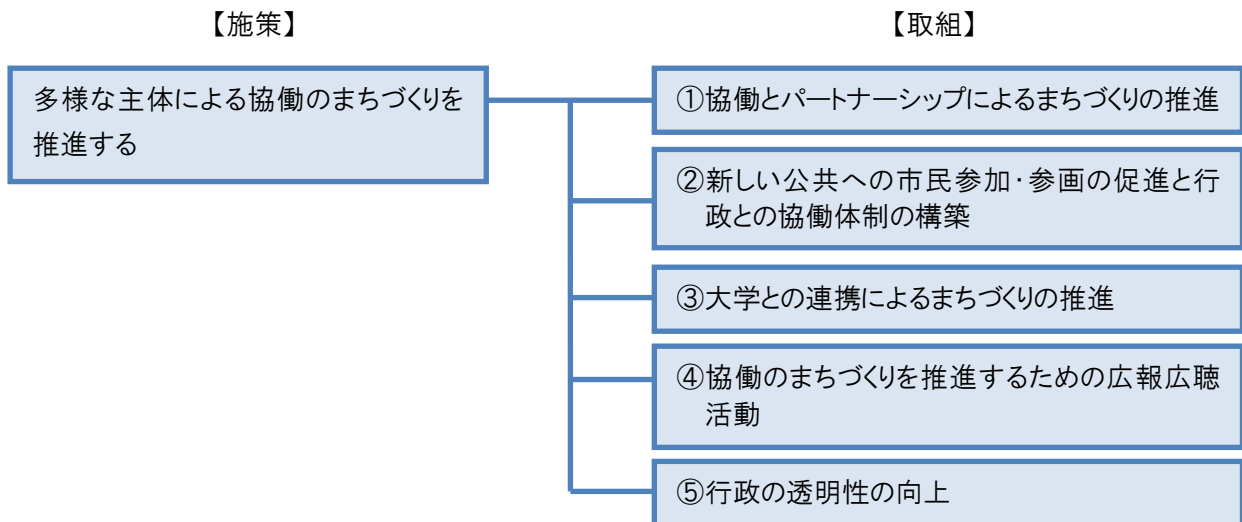 【施策】
【取組】
多様な主体による協働のまちづくりを
推進する
①協働とパートナーシップによるまちづくりの推進
②新しい公共への市民参加・参画の促進と行
政との協働体制の構築
③大学との連携によるまちづくりの推進
④協働のまちづくりを推進するための広報広聴
活動
⑤行政の透明性の向上